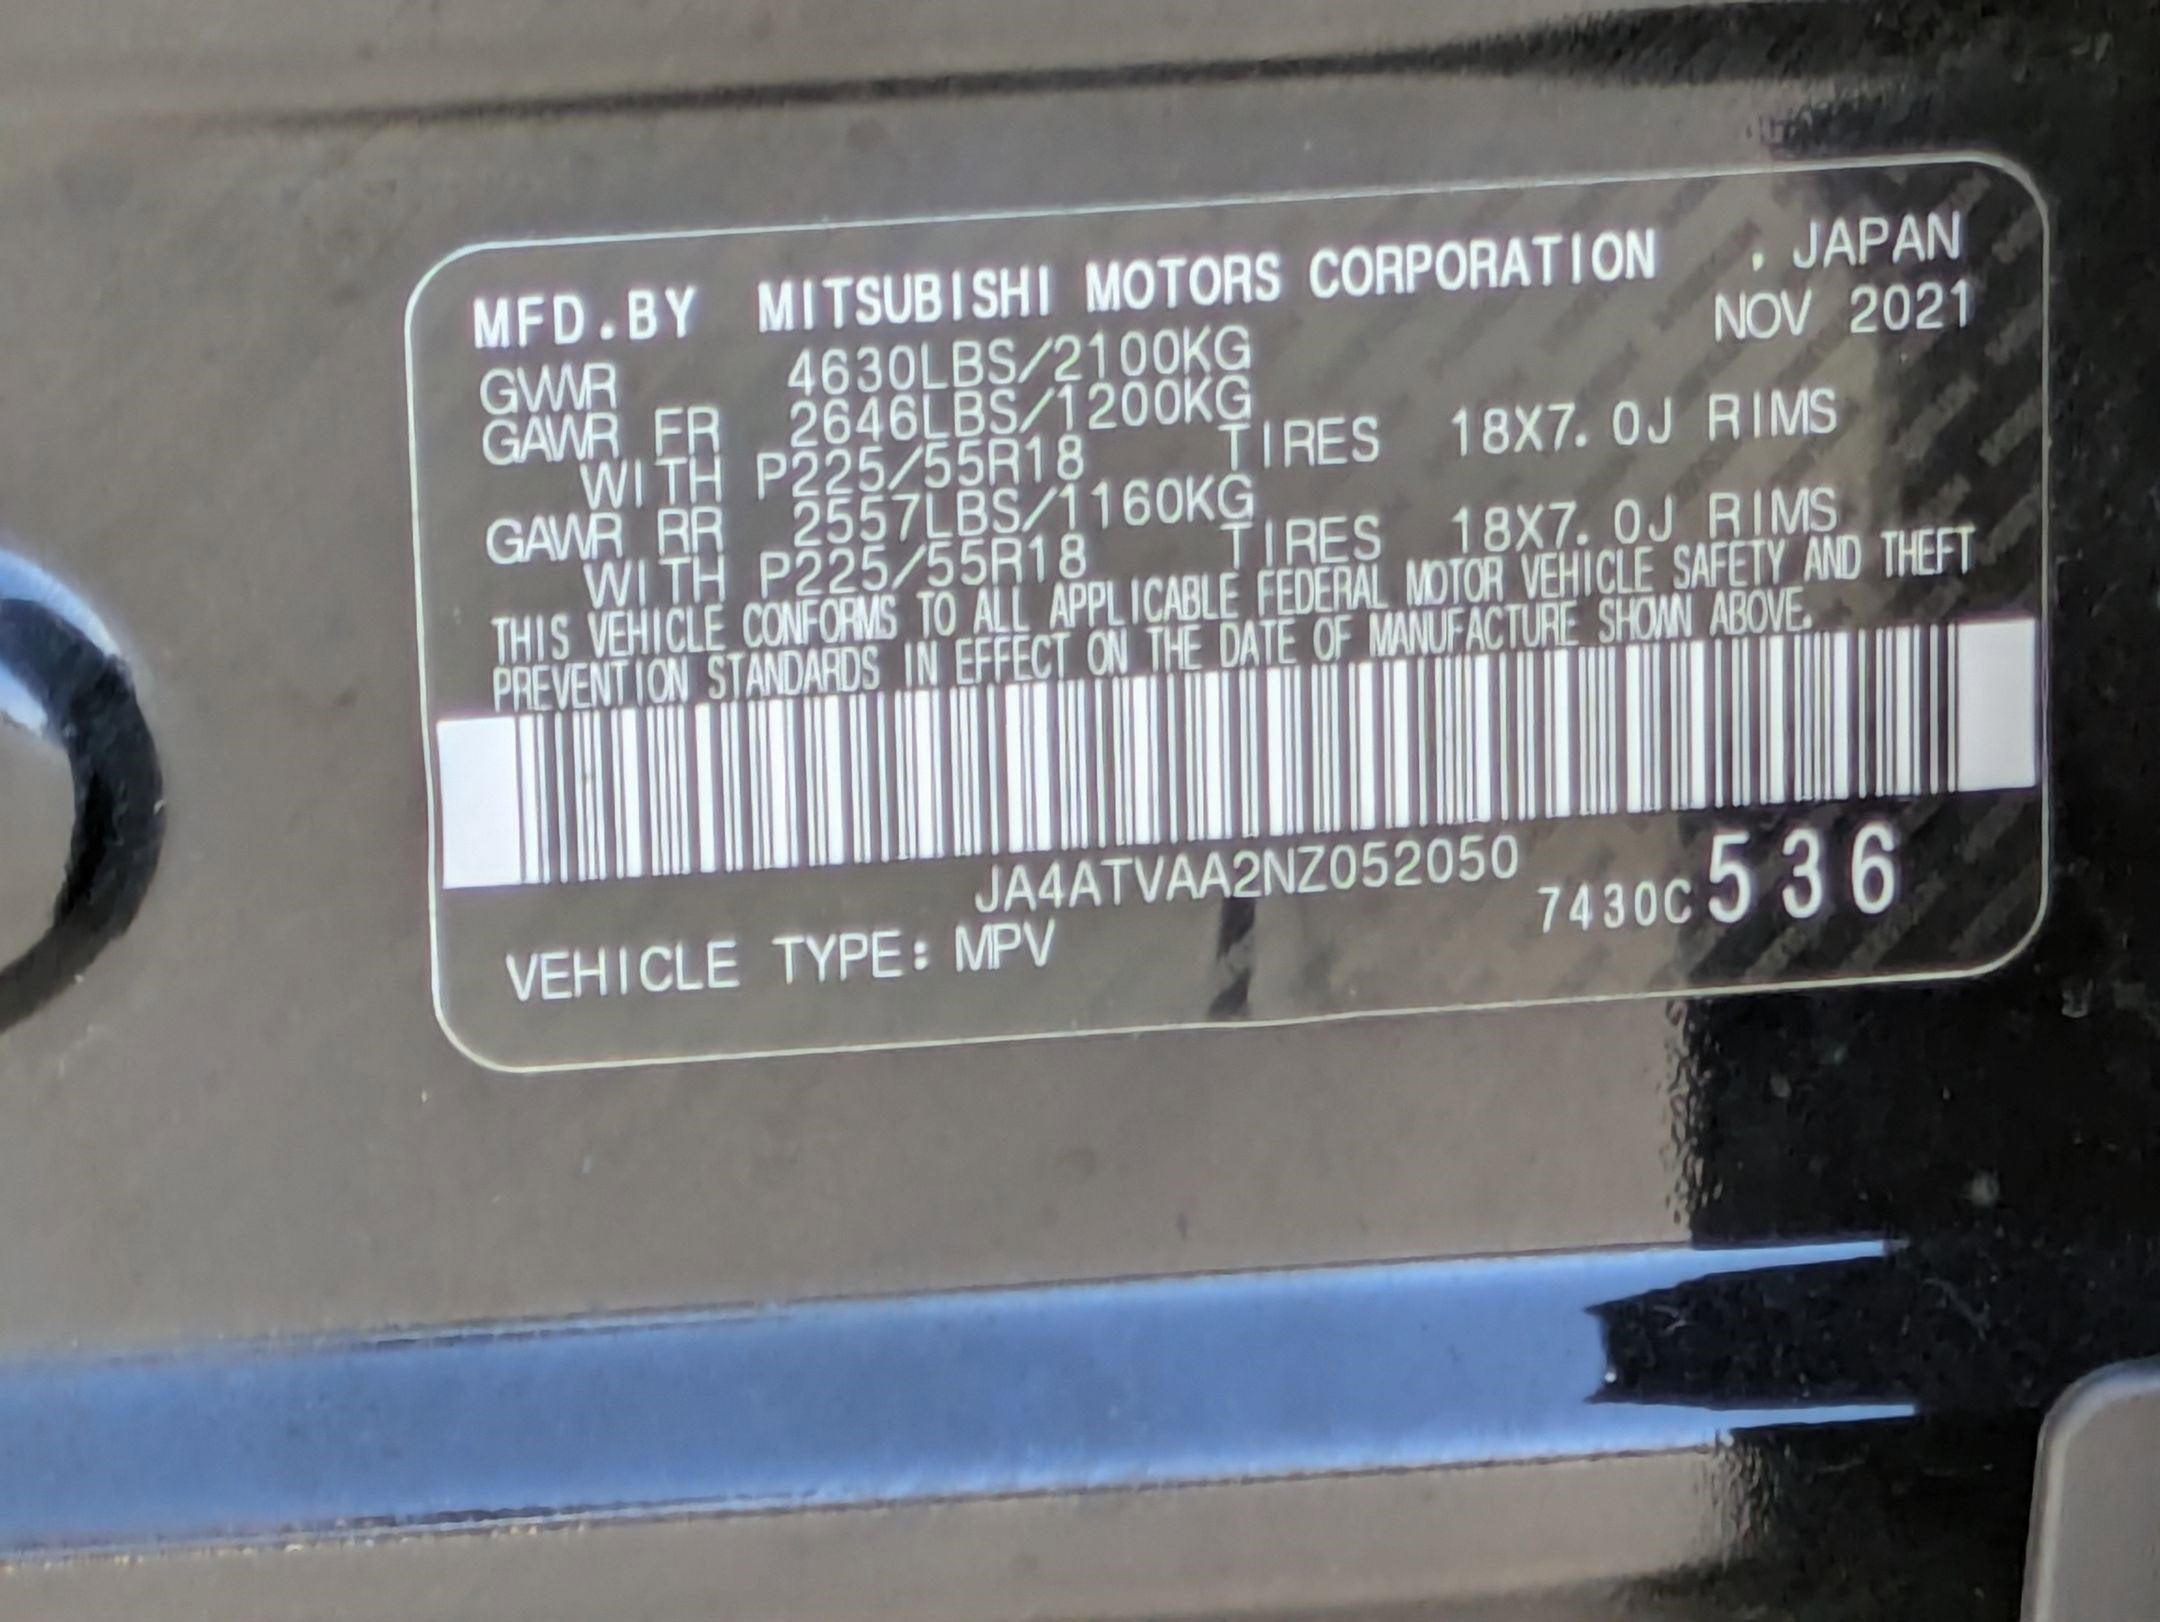 MFD.BY MITSUBISHI MOTORS CORPORATION , JAPAN
NOV 2021
GVWR 4630LBS/2100KG
GAWR FR 2646LBS/1200KG
WITH P225/55R18 TIRES 18X7.0J RIMS
GAWR RR 2557LBS/1160KG
WITH P225/55R18 TIRES 18X7.0J RIMS
THIS VEHICLE CONFORMS TO ALL APPLICABLE FEDERAL MOTOR VEHICLE SAFETY AND THEFT
PREVENTION STANDARDS IN EFFECT ON THE DATE OF MANUFACTURE SHOWN ABOVE.
JA4ATVAA2NZ052050
7430C536
VEHICLE TYPE: MPV